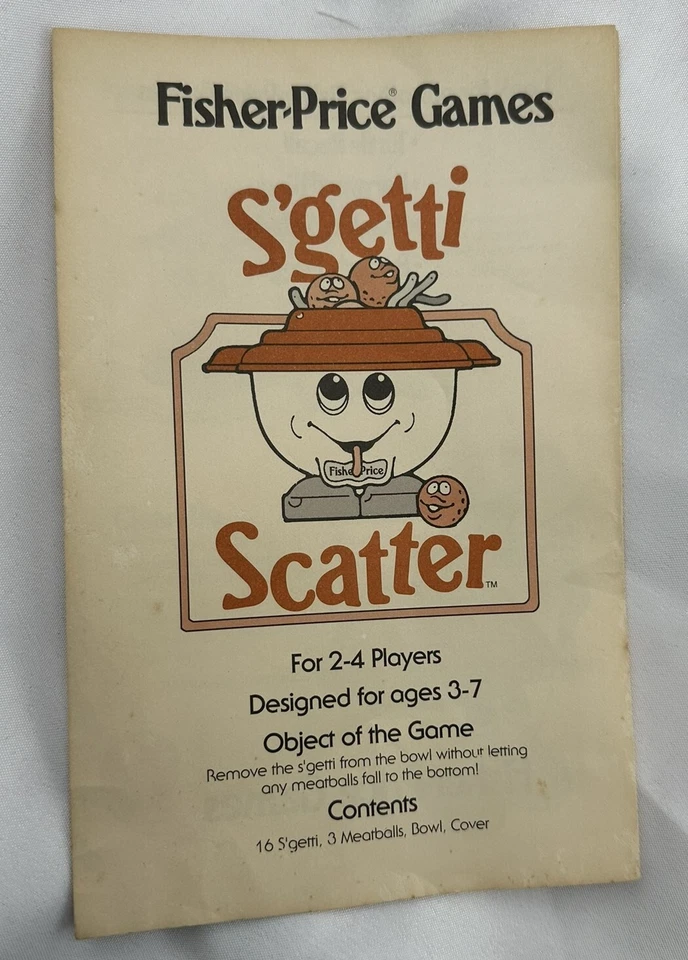 Fisher-Price® Games
S'getti
Fisher Price
Scatter™
For 2-4 Players
Designed for ages 3-7
Object of the Game
Remove the s'getti from the bowl without letting
any meatballs fall to the bottom!
Contents
16 S'getti, 3 Meatballs, Bowl, Cover